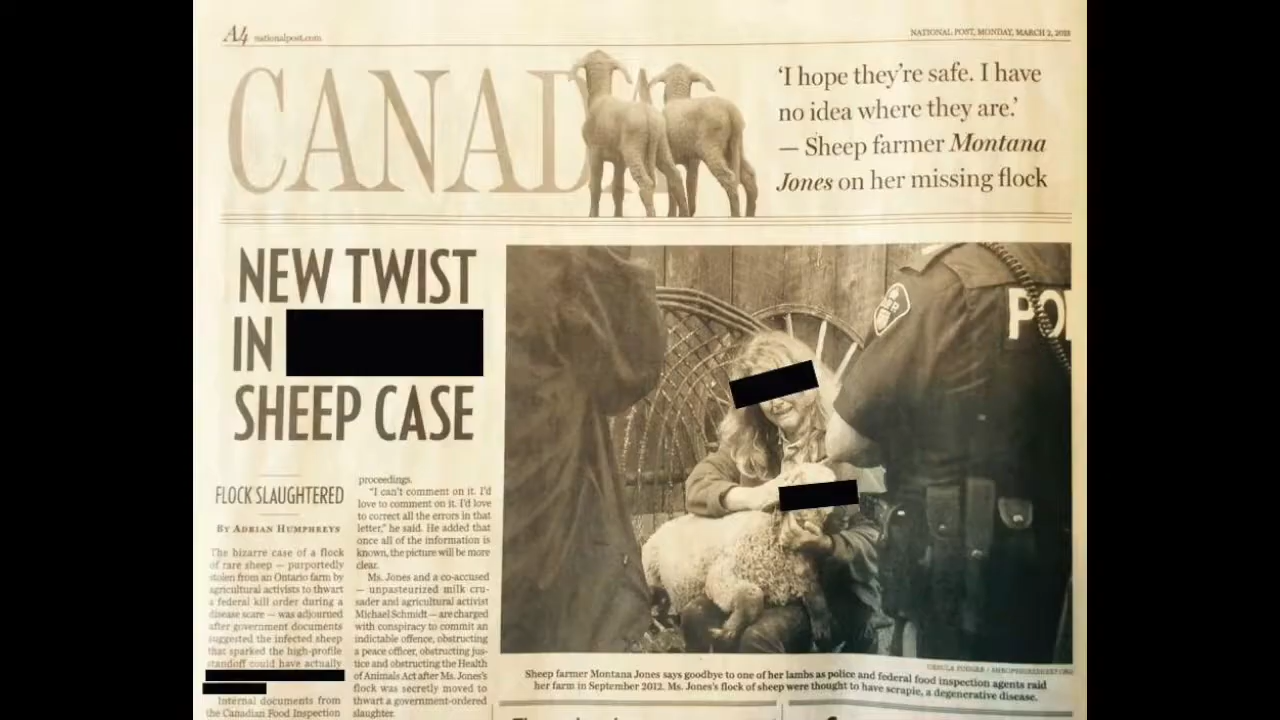 A4 nationalpost.com
NATIONAL POST, MONDAY, MARCH 2, 2015
CANADA
‘I hope they’re safe. I have
no idea where they are.’
— Sheep farmer Montana
Jones on her missing flock
NEW TWIST
IN
SHEEP CASE
POL
FLOCK SLAUGHTERED
BY ADRIAN HUMPHREYS
The bizarre case of a flock
of rare sheep — purportedly
stolen from an Ontario farm by
agricultural activists to thwart
a federal kill order during a
disease scare — was adjourned
after government documents
suggested the infected sheep
that sparked the high-profile
standoff could have actually
Internal documents from
the Canadian Food Inspection
proceedings.
“I can’t comment on it. I’d
love to comment on it. I’d love
to correct all the errors in that
letter,” he said. He added that
once all of the information is
known, the picture will be more
clear.
Ms. Jones and a co-accused
— unpasteurized milk cru-
sader and agricultural activist
Michael Schmidt — are charged
with conspiracy to commit an
indictable offence, obstructing
a peace officer, obstructing jus-
tice and obstructing the Health
of Animals Act after Ms. Jones’s
flock was secretly moved to
thwart a government-ordered
slaughter.
Sheep farmer Montana Jones says goodbye to one of her lambs as police and federal food inspection agents raid
her farm in September 2012. Ms. Jones’s flock of sheep were thought to have scrapie, a degenerative disease.